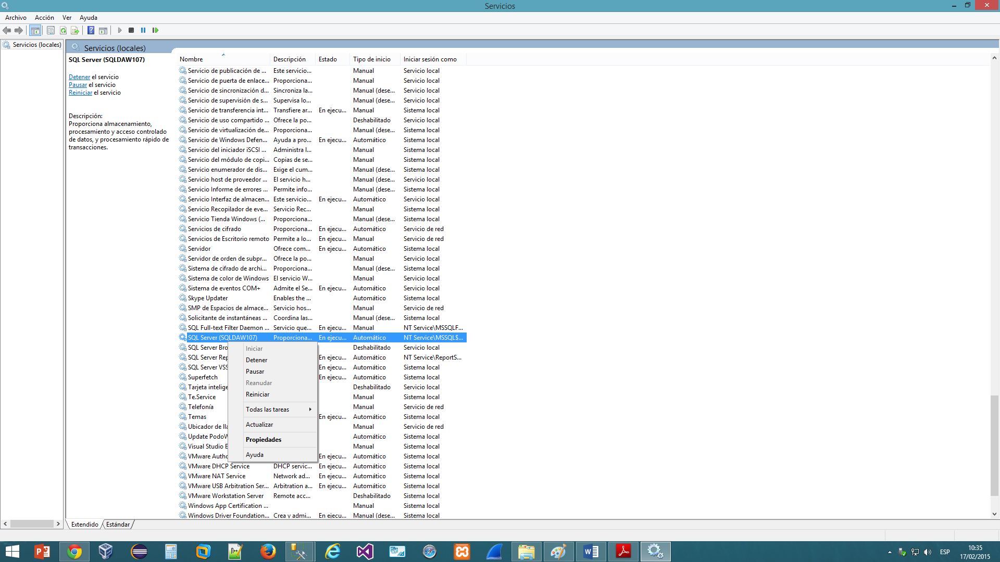 Servicios
Archivo Acción Ver Ayuda
Servicios (locales)
Servicios (locales)
SQL Server (SQLDAW107)
Detener el servicio
Pausar el servicio
Reiniciar el servicio
Descripción:
Proporciona almacenamiento,
procesamiento y acceso controlado
de datos, y procesamiento rápido de
transacciones.
Nombre Descripción Estado Tipo de inicio Iniciar sesión como
Servicio de publicación de ... Este servicio... Manual Servicio local
Servicio de puerta de enlace... Proporciona... Manual Servicio local
Servicio de sincronización d... Sincroniza la... Manual (dese... Servicio local
Servicio de supervisión de s... Supervisa lo... Manual (dese... Servicio local
Servicio de transferencia int... Transfiere ar... En ejecu... Manual Sistema local
Servicio de uso compartido ... Ofrece la po... Deshabilitado Servicio local
Servicio de virtualización de... Proporciona... Manual (dese... Sistema local
Servicio de Windows Defen... Ayuda a pro... En ejecu... Automático Sistema local
Servicio del iniciador iSCSI ... Administra l... Manual Sistema local
Servicio del módulo de copi... Copias de se... Manual Sistema local
Servicio enumerador de dis... Exige el cum... Manual (dese... Sistema local
Servicio host de proveedor ... El servicio h... Manual (dese... Servicio local
Servicio Informe de errores ... Permite info... Manual (dese... Sistema local
Servicio Interfaz de almacen... Este servicio... En ejecu... Automático Servicio local
Servicio Recopilador de eve... Servicio Rec... Manual Sistema local
Servicio Tienda Windows (... Proporciona... Manual (dese... Sistema local
Servicios de cifrado Proporciona... En ejecu... Automático Servicio de red
Servicios de Escritorio remoto Permite a lo... En ejecu... Manual Servicio de red
Servidor Ofrece com... En ejecu... Automático Sistema local
Servidor de orden de subpr... Ofrece la po... Manual Servicio local
Sistema de cifrado de archi... Proporciona... Manual (dese... Sistema local
Sistema de color de Windows El servicio W... Manual Servicio local
Sistema de eventos COM+ Admite el Se... En ejecu... Automático Servicio local
Skype Updater Enables the ... Automático Sistema local
SMP de Espacios de almace... Servicio hos... Manual Servicio de red
Solicitante de instantáneas ... Coordina las... Manual (dese... Sistema local
SQL Full-text Filter Daemon ... Servicio que... En ejecu... Manual NT Service\MSSQLF...
SQL Server (SQLDAW107) Proporciona... En ejecu... Automático NT Service\MSSQL$...
SQL Server Bro Deshabilitado Servicio local
SQL Server Rep En ejecu... Automático NT Service\ReportS...
SQL Server VSS En ejecu... Automático Sistema local
Superfetch En ejecu... Automático Sistema local
Tarjeta intelige Deshabilitado Servicio local
Te.Service Manual Sistema local
Telefonía Manual Servicio de red
Temas En ejecu... Automático Sistema local
Ubicador de lla Manual Servicio de red
Update PodoW Automático Sistema local
Visual Studio E Manual Sistema local
VMware Autho En ejecu... Automático Sistema local
VMware DHCP Service DHCP servic... En ejecu... Automático Sistema local
VMware NAT Service Network ad... En ejecu... Automático Sistema local
VMware USB Arbitration Ser... Arbitration a... En ejecu... Automático Sistema local
VMware Workstation Server Remote acc... Deshabilitado Sistema local
Windows App Certification ... Manual Sistema local
Windows Driver Foundation... Crea y admi... En ejecu... Manual (dese... Sistema local
Iniciar
Detener
Pausar
Reanudar
Reiniciar
Todas las tareas
Actualizar
Propiedades
Ayuda
Extendido Estándar
ESP
10:35
17/02/2015